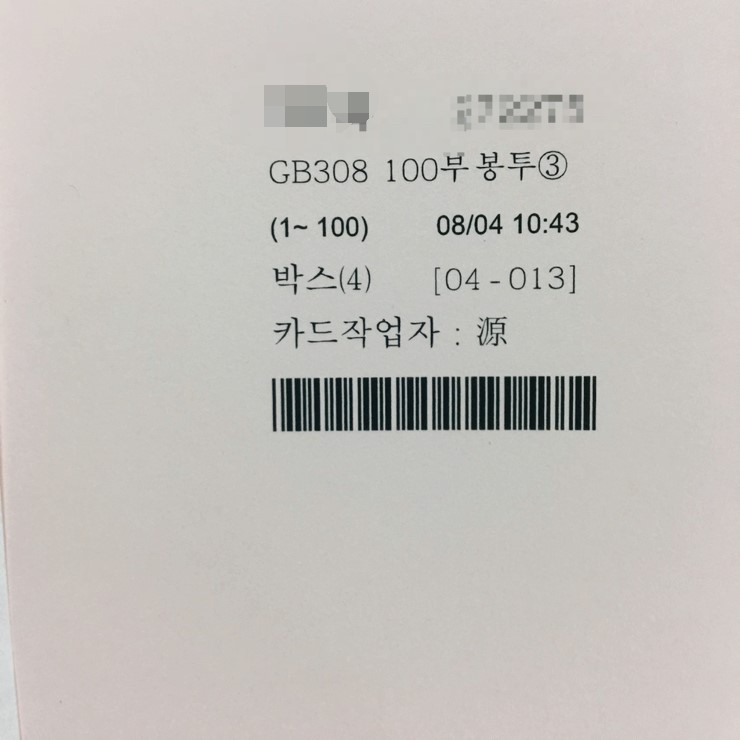 GB308 100부 봉투③
(1~ 100) 08/04 10:43
박스(4) [04-013]
카드작업자 : 源